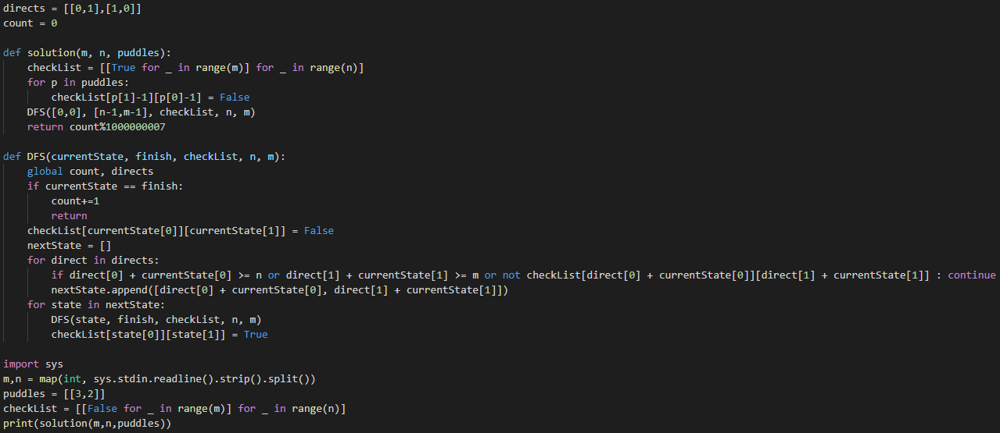 directs = [[0,1],[1,0]]
count = 0

def solution(m, n, puddles):
    checkList = [[True for _ in range(m)] for _ in range(n)]
    for p in puddles:
        checkList[p[1]-1][p[0]-1] = False
    DFS([0,0], [n-1,m-1], checkList, n, m)
    return count%1000000007

def DFS(currentState, finish, checkList, n, m):
    global count, directs
    if currentState == finish:
        count+=1
        return
    checkList[currentState[0]][currentState[1]] = False
    nextState = []
    for direct in directs:
        if direct[0] + currentState[0] >= n or direct[1] + currentState[1] >= m or not checkList[direct[0] + currentState[0]][direct[1] + currentState[1]] : continue
        nextState.append([direct[0] + currentState[0], direct[1] + currentState[1]])
    for state in nextState:
        DFS(state, finish, checkList, n, m)
        checkList[state[0]][state[1]] = True

import sys
m,n = map(int, sys.stdin.readline().strip().split())
puddles = [[3,2]]
checkList = [[False for _ in range(m)] for _ in range(n)]
print(solution(m,n,puddles))